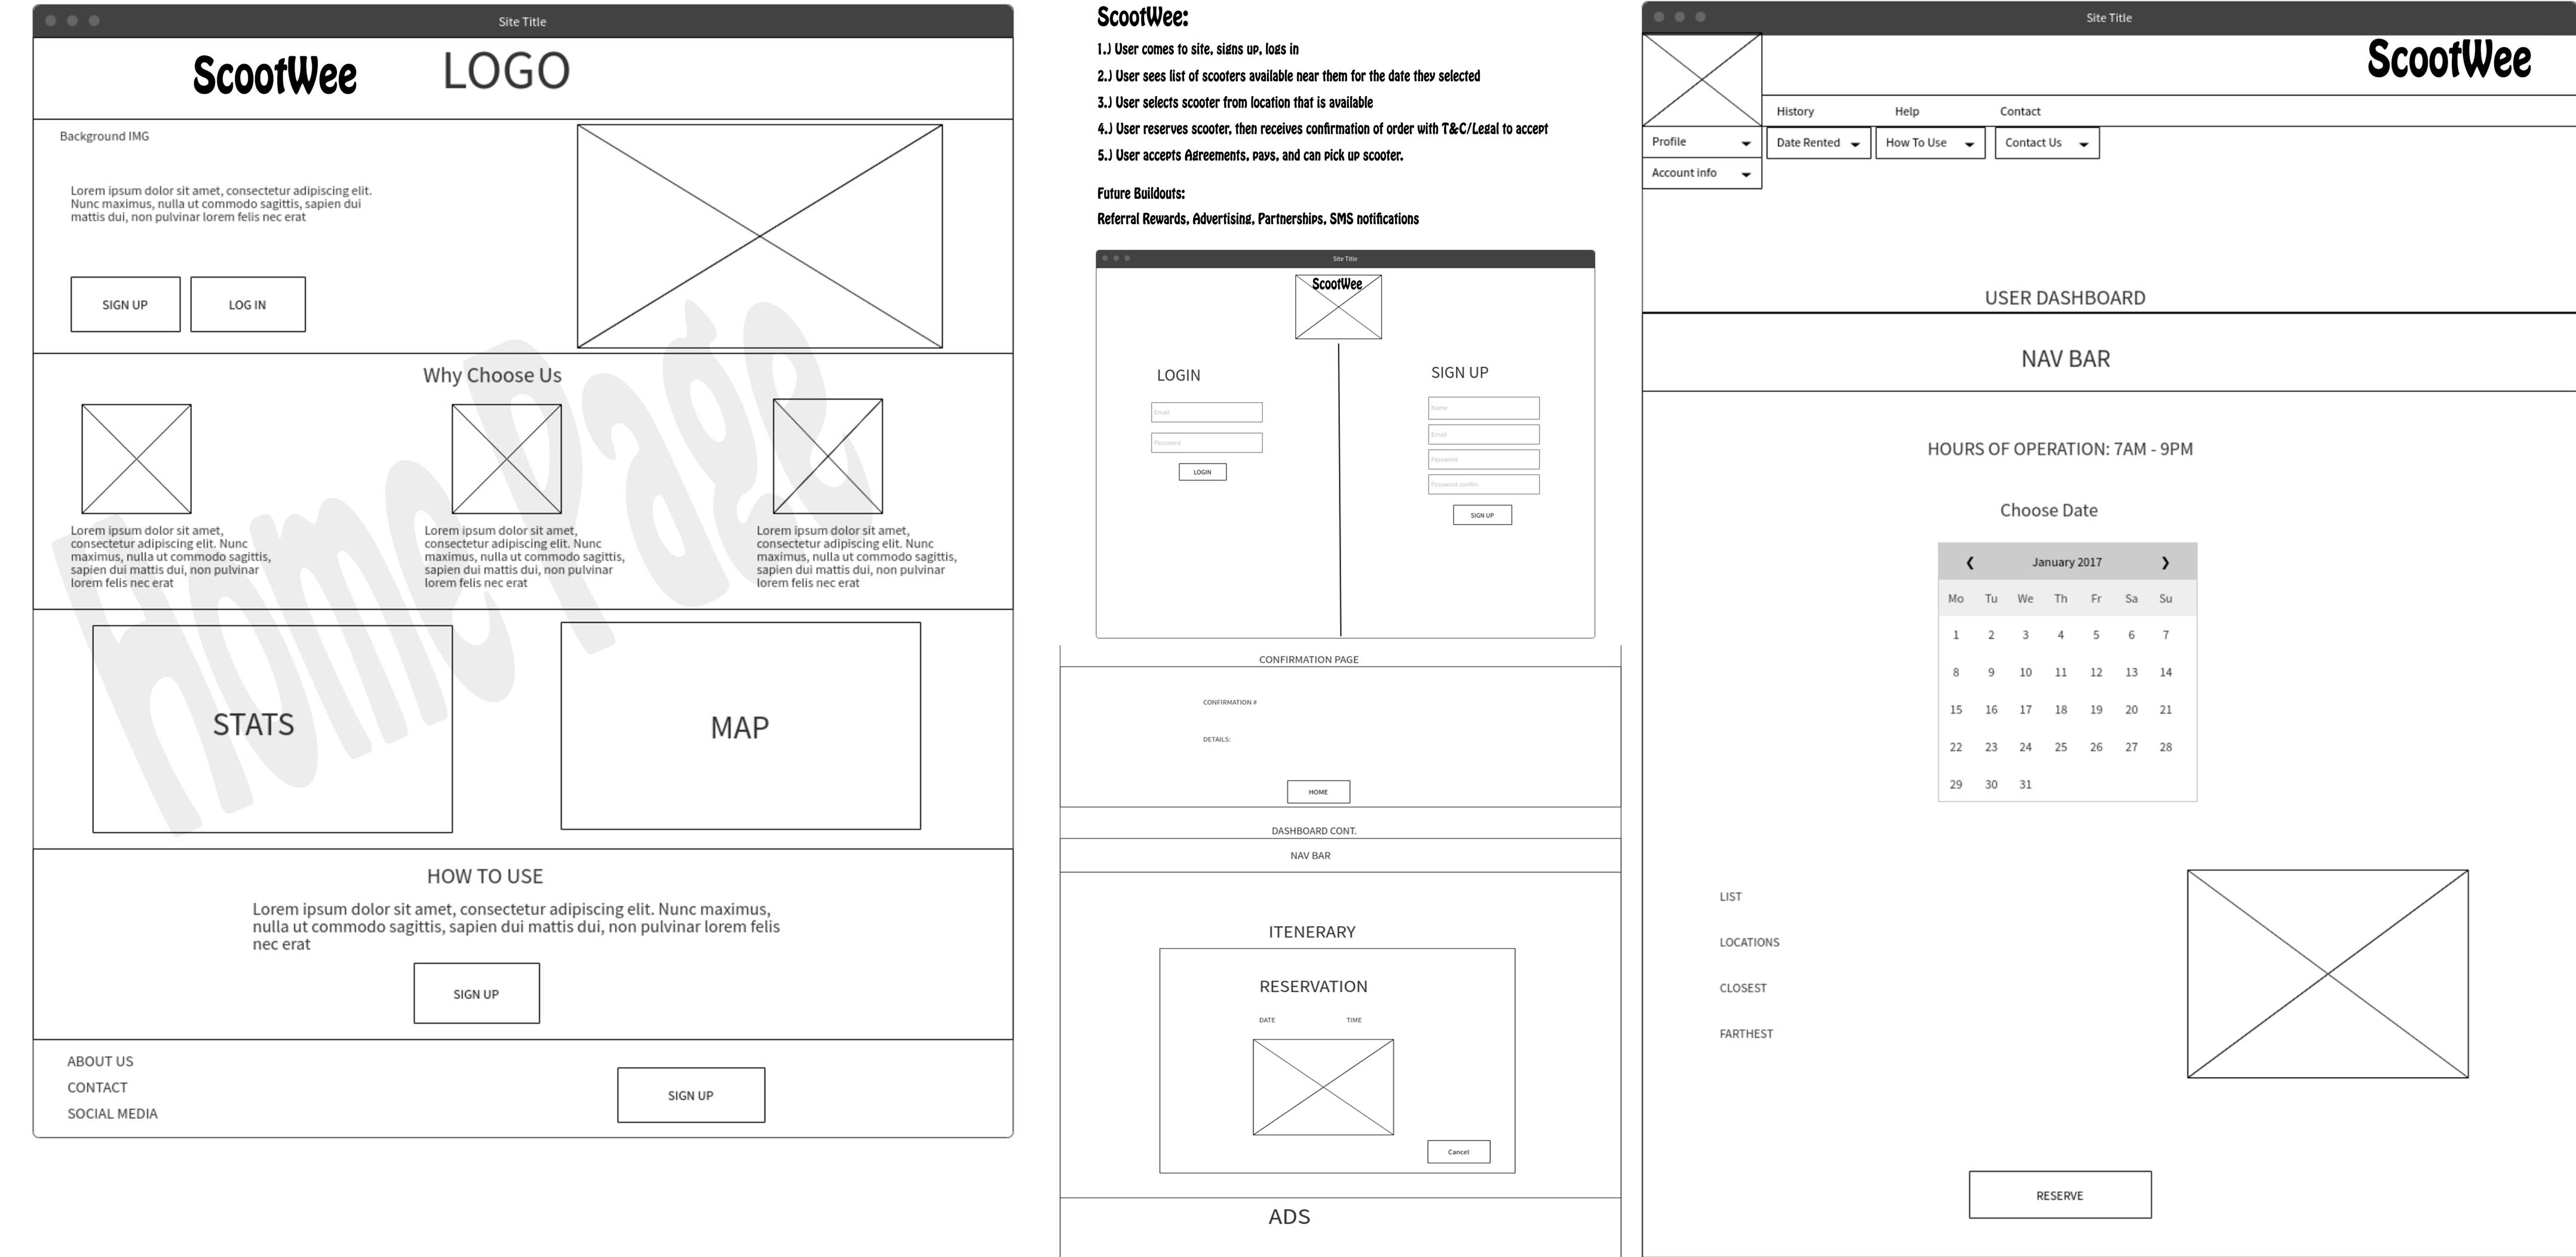 Site Title
ScootWee LOGO
Background IMG
Lorem ipsum dolor sit amet, consectetur adipiscing elit.
Nunc maximus, nulla ut commodo sagittis, sapien dui
mattis dui, non pulvinar lorem felis nec erat
SIGN UP
LOG IN
Home Page
Why Choose Us
Lorem ipsum dolor sit amet,
consectetur adipiscing elit. Nunc
maximus, nulla ut commodo sagittis,
sapien dui mattis dui, non pulvinar
lorem felis nec erat
Lorem ipsum dolor sit amet,
consectetur adipiscing elit. Nunc
maximus, nulla ut commodo sagittis,
sapien dui mattis dui, non pulvinar
lorem felis nec erat
Lorem ipsum dolor sit amet,
consectetur adipiscing elit. Nunc
maximus, nulla ut commodo sagittis,
sapien dui mattis dui, non pulvinar
lorem felis nec erat
STATS
MAP
HOW TO USE
Lorem ipsum dolor sit amet, consectetur adipiscing elit. Nunc maximus,
nulla ut commodo sagittis, sapien dui mattis dui, non pulvinar lorem felis
nec erat
SIGN UP
ABOUT US
CONTACT
SOCIAL MEDIA
SIGN UP
ScootWee:
1.) User comes to site, signs up, logs in
2.) User sees list of scooters available near them for the date they selected
3.) User selects scooter from location that is available
4.) User reserves scooter, then receives confirmation of order with T&C/Legal to accept
5.) User accepts Agreements, pays, and can pick up scooter.
Future Buildouts:
Referral Rewards, Advertising, Partnerships, SMS notifications
Site Title
ScootWee
LOGIN
Email
Password
LOGIN
SIGN UP
Name
Email
Password
Password confirm
SIGN UP
CONFIRMATION PAGE
CONFIRMATION #
DETAILS:
HOME
DASHBOARD CONT.
NAV BAR
ITENERARY
RESERVATION
DATE TIME
Cancel
ADS
Site Title
ScootWee
History Help Contact
Profile Date Rented How To Use Contact Us
Account info
USER DASHBOARD
NAV BAR
HOURS OF OPERATION: 7AM - 9PM
Choose Date
❮ January 2017 ❯
Mo Tu We Th Fr Sa Su
1 2 3 4 5 6 7
8 9 10 11 12 13 14
15 16 17 18 19 20 21
22 23 24 25 26 27 28
29 30 31
LIST
LOCATIONS
CLOSEST
FARTHEST
RESERVE